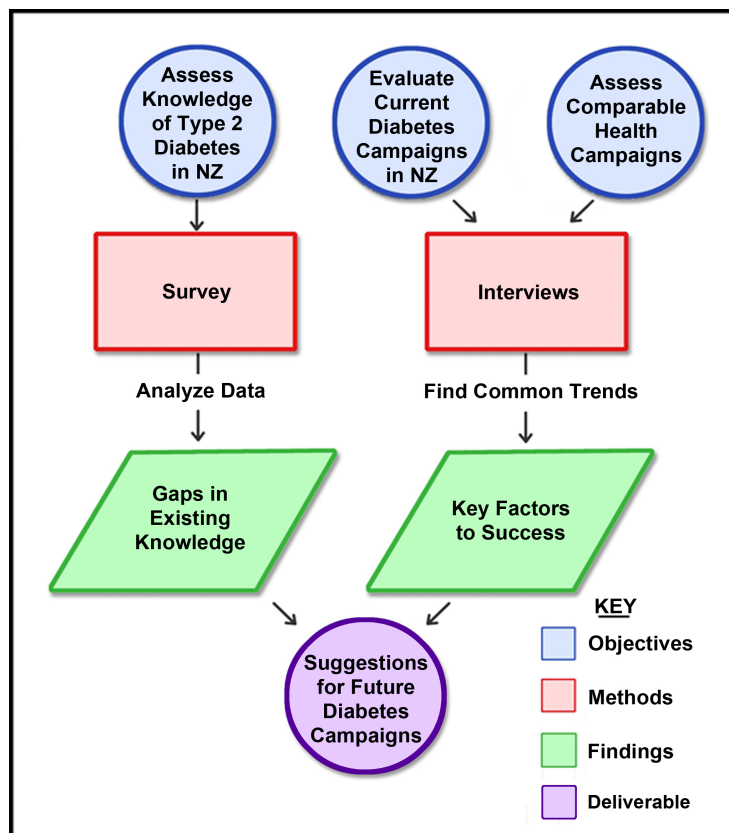 Assess
Knowledge
of Type 2
Diabetes
in NZ
Evaluate
Current
Diabetes
Campaigns
in NZ
Assess
Comparable
Health
Campaigns
Survey
Interviews
Analyze Data
Find Common Trends
Gaps in
Existing
Knowledge
Key Factors
to Success
Suggestions
for Future
Diabetes
Campaigns
KEY
Objectives
Methods
Findings
Deliverable